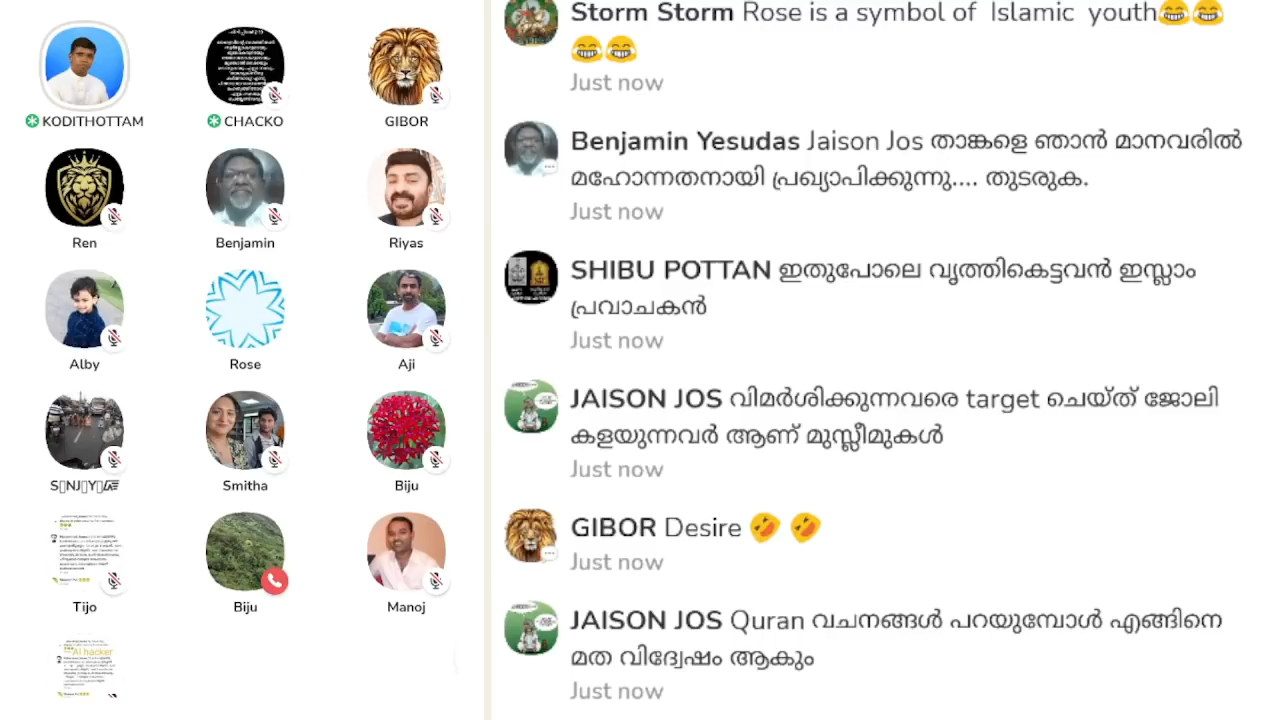 KODITHOTTAM
CHACKO
GIBOR
Ren
Benjamin
Riyas
Alby
Rose
Aji
Smitha
Biju
Tijo
Biju
Manoj
AI hacker
Storm Storm Rose is a symbol of Islamic youth😂😂
😂😂
Just now
Benjamin Yesudas Jaison Jos താങ്കളെ ഞാൻ മാനവരിൽ
മഹോന്നതനായി പ്രഖ്യാപിക്കുന്നു.... തുടരുക.
Just now
SHIBU POTTAN ഇതുപോലെ വൃത്തികെട്ടവൻ ഇസ്ലാം
പ്രവാചകൻ
Just now
JAISON JOS വിമർശിക്കുന്നവരെ target ചെയ്ത് ജോലി
കളയുന്നവർ ആണ് മുസ്ലീമുകൾ
Just now
GIBOR Desire 🤣 🤣
Just now
JAISON JOS Quran വചനങ്ങൾ പറയുമ്പോൾ എങ്ങിനെ
മത വിദ്വേഷം ആകും
Just now